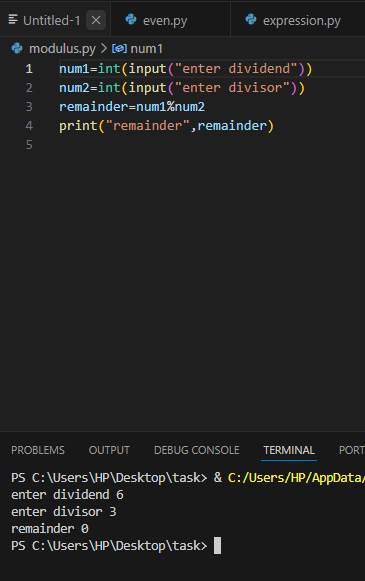 Untitled-1 even.py expression.py
modulus.py > num1
1 num1=int(input("enter dividend"))
2 num2=int(input("enter divisor"))
3 remainder=num1%num2
4 print("remainder",remainder)
5
PROBLEMS OUTPUT DEBUG CONSOLE TERMINAL PORT
PS C:\Users\HP\Desktop\task> & C:/Users/HP/AppData/
enter dividend 6
enter divisor 3
remainder 0
PS C:\Users\HP\Desktop\task>